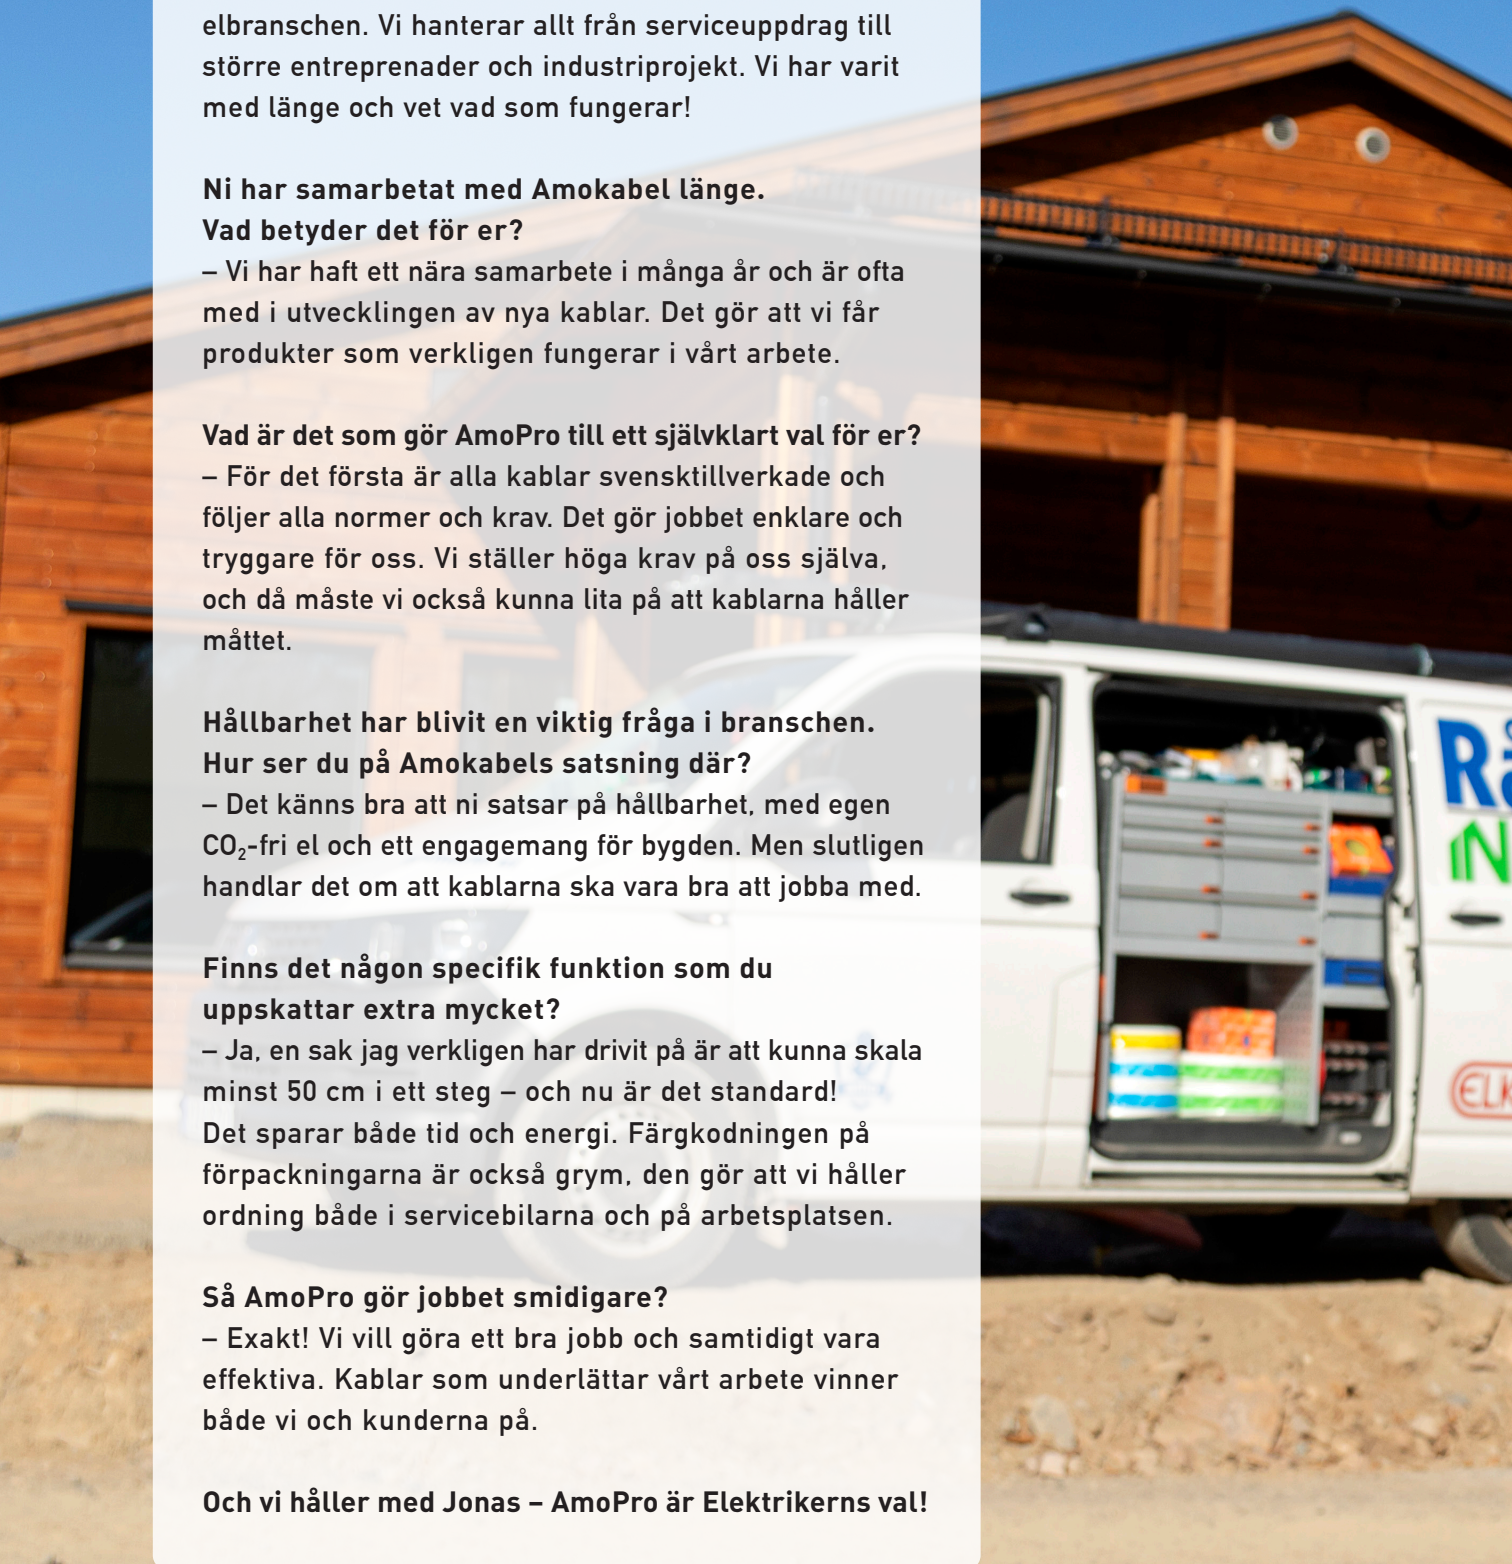 elbranschen. Vi hanterar allt från serviceuppdrag till
större entreprenader och industriprojekt. Vi har varit
med länge och vet vad som fungerar!
Ni har samarbetat med Amokabel länge.
Vad betyder det för er?
– Vi har haft ett nära samarbete i många år och är ofta
med i utvecklingen av nya kablar. Det gör att vi får
produkter som verkligen fungerar i vårt arbete.
Vad är det som gör AmoPro till ett självklart val för er?
– För det första är alla kablar svensktillverkade och
följer alla normer och krav. Det gör jobbet enklare och
tryggare för oss. Vi ställer höga krav på oss själva,
och då måste vi också kunna lita på att kablarna håller
måttet.
Hållbarhet har blivit en viktig fråga i branschen.
Hur ser du på Amokabels satsning där?
– Det känns bra att ni satsar på hållbarhet, med egen
CO₂-fri el och ett engagemang för bygden. Men slutligen
handlar det om att kablarna ska vara bra att jobba med.
Finns det någon specifik funktion som du
uppskattar extra mycket?
– Ja, en sak jag verkligen har drivit på är att kunna skala
minst 50 cm i ett steg – och nu är det standard!
Det sparar både tid och energi. Färgkodningen på
förpackningarna är också grym, den gör att vi håller
ordning både i servicebilarna och på arbetsplatsen.
Så AmoPro gör jobbet smidigare?
– Exakt! Vi vill göra ett bra jobb och samtidigt vara
effektiva. Kablar som underlättar vårt arbete vinner
både vi och kunderna på.
Och vi håller med Jonas – AmoPro är Elektrikerns val!